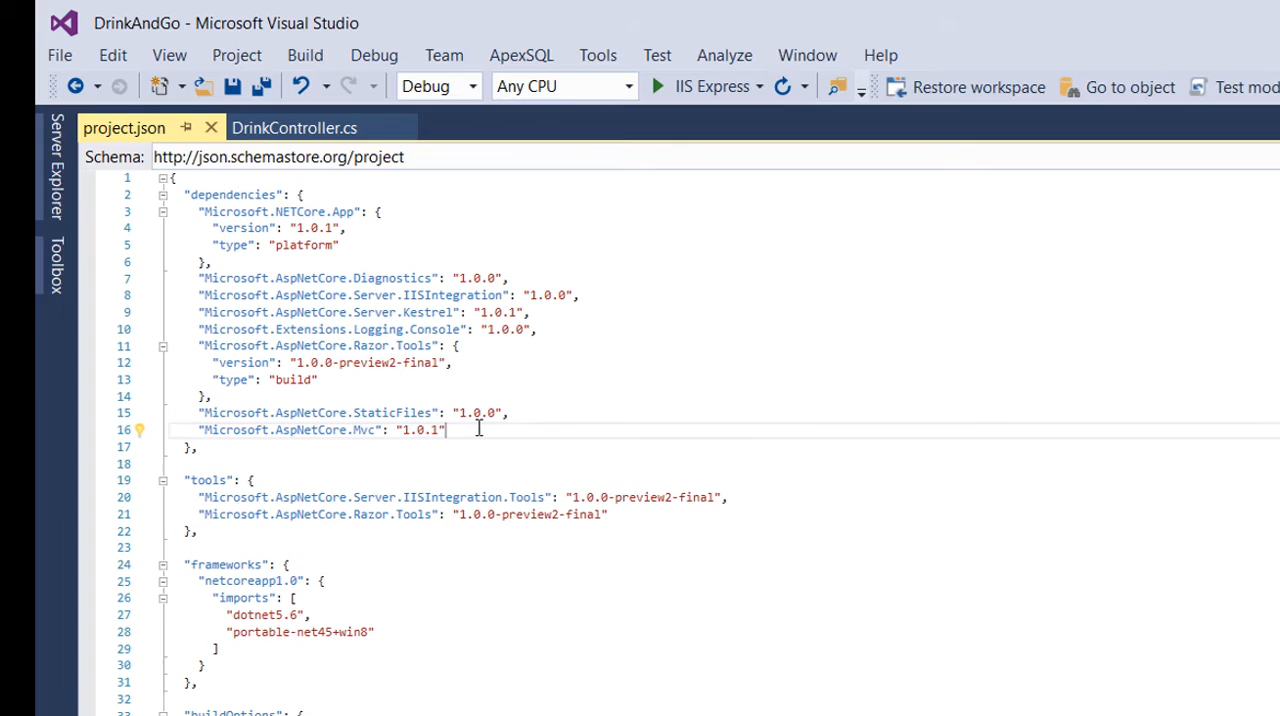 DrinkAndGo - Microsoft Visual Studio
File Edit View Project Build Debug Team ApexSQL Tools Test Analyze Window Help
Debug Any CPU IIS Express Restore workspace Go to object Test mod
Server Explorer
Toolbox
project.json DrinkController.cs
Schema: http://json.schemastore.org/project
1 {
2 "dependencies": {
3 "Microsoft.NETCore.App": {
4 "version": "1.0.1",
5 "type": "platform"
6 },
7 "Microsoft.AspNetCore.Diagnostics": "1.0.0",
8 "Microsoft.AspNetCore.Server.IISIntegration": "1.0.0",
9 "Microsoft.AspNetCore.Server.Kestrel": "1.0.1",
10 "Microsoft.Extensions.Logging.Console": "1.0.0",
11 "Microsoft.AspNetCore.Razor.Tools": {
12 "version": "1.0.0-preview2-final",
13 "type": "build"
14 },
15 "Microsoft.AspNetCore.StaticFiles": "1.0.0",
16 "Microsoft.AspNetCore.Mvc": "1.0.1"
17 },
18
19 "tools": {
20 "Microsoft.AspNetCore.Server.IISIntegration.Tools": "1.0.0-preview2-final",
21 "Microsoft.AspNetCore.Razor.Tools": "1.0.0-preview2-final"
22 },
23
24 "frameworks": {
25 "netcoreapp1.0": {
26 "imports": [
27 "dotnet5.6",
28 "portable-net45+win8"
29 ]
30 }
31 },
32
33 "buildOptions": {